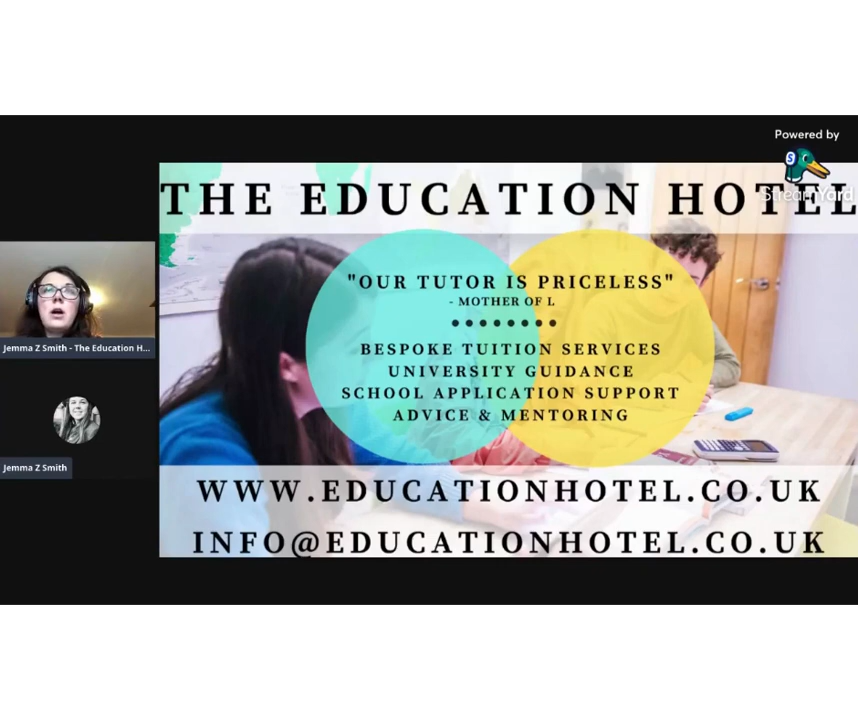 Powered by
StreamYard
THE EDUCATION HOTEL
"OUR TUTOR IS PRICELESS"
- MOTHER OF L
BESPOKE TUITION SERVICES
UNIVERSITY GUIDANCE
SCHOOL APPLICATION SUPPORT
ADVICE & MENTORING
WWW.EDUCATIONHOTEL.CO.UK
INFO@EDUCATIONHOTEL.CO.UK
Jemma Z Smith - The Education H...
Jemma Z Smith